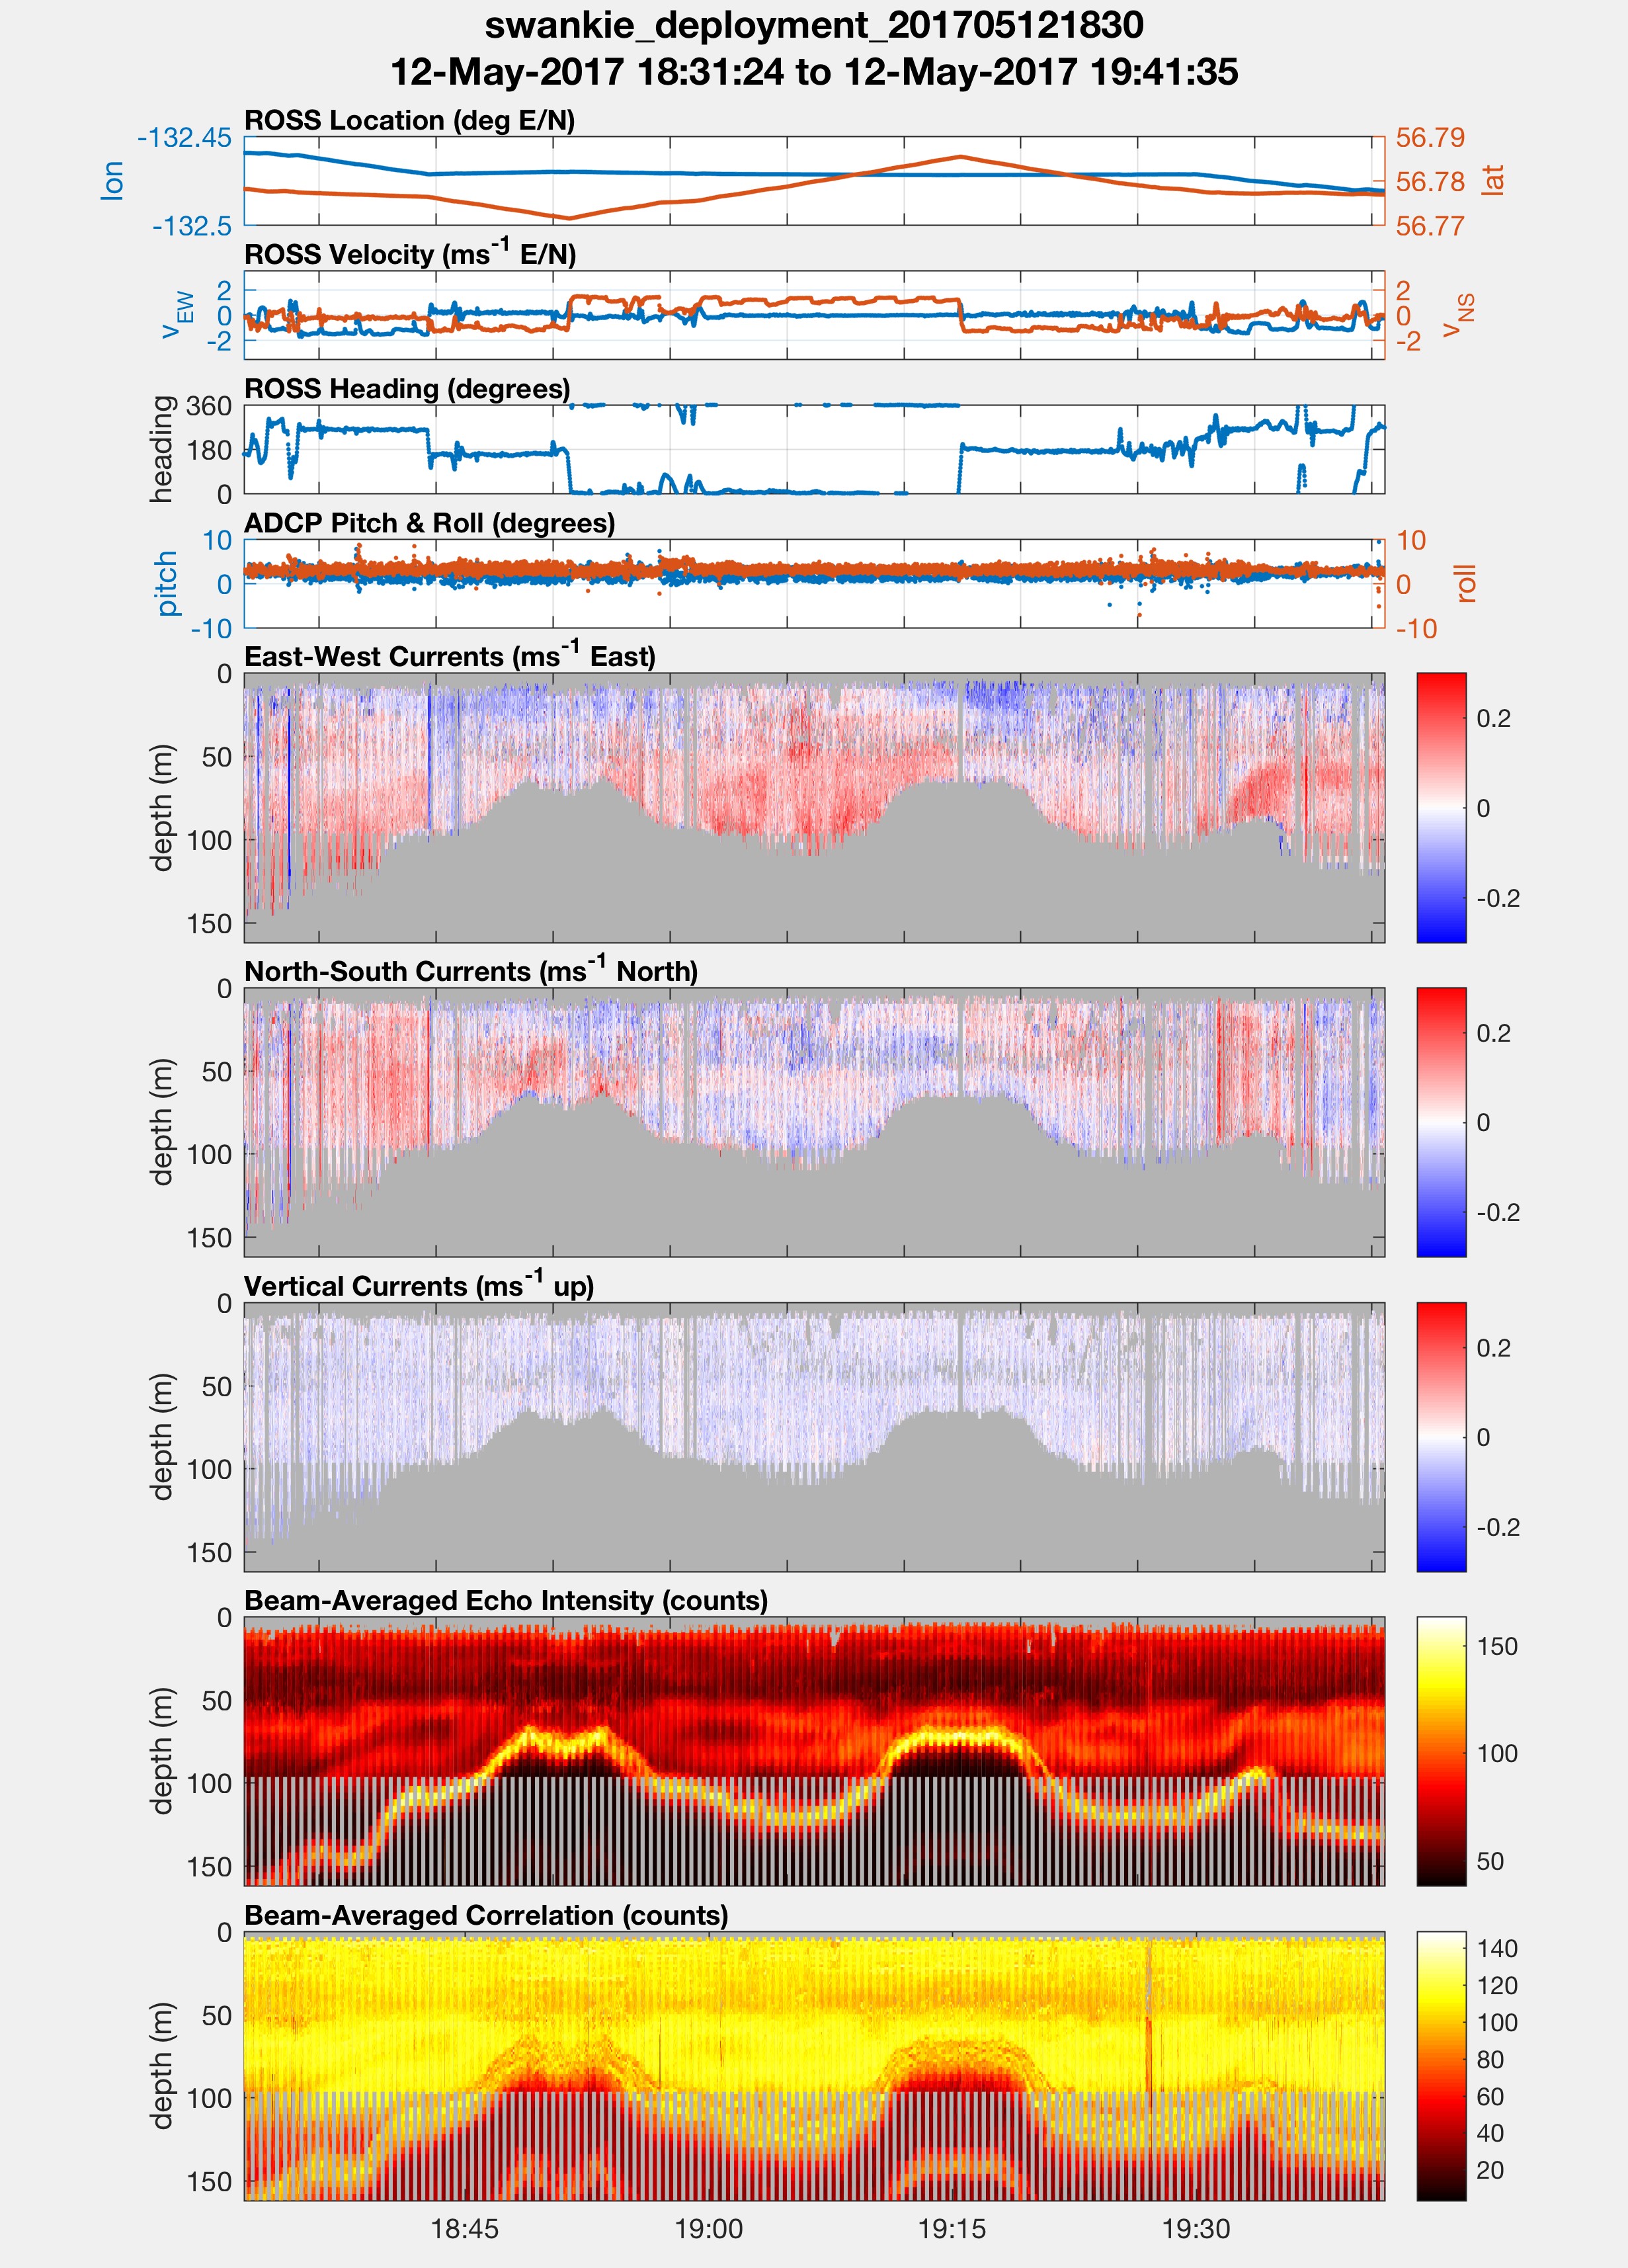 swankie_deployment_201705121830
12-May-2017 18:31:24 to 12-May-2017 19:41:35
ROSS Location (deg E/N)
-132.45
-132.5
lon
56.79
56.78
56.77
lat
ROSS Velocity (ms-1 E/N)
2
0
-2
vEW
2
0
-2
vNS
ROSS Heading (degrees)
360
180
0
heading
ADCP Pitch & Roll (degrees)
10
0
-10
pitch
10
0
-10
roll
East-West Currents (ms-1 East)
0
50
100
150
depth (m)
0.2
0
-0.2
North-South Currents (ms-1 North)
0
50
100
150
depth (m)
0.2
0
-0.2
Vertical Currents (ms-1 up)
0
50
100
150
depth (m)
0.2
0
-0.2
Beam-Averaged Echo Intensity (counts)
0
50
100
150
depth (m)
150
100
50
Beam-Averaged Correlation (counts)
0
50
100
150
depth (m)
140
120
100
80
60
40
20
18:45 19:00 19:15 19:30